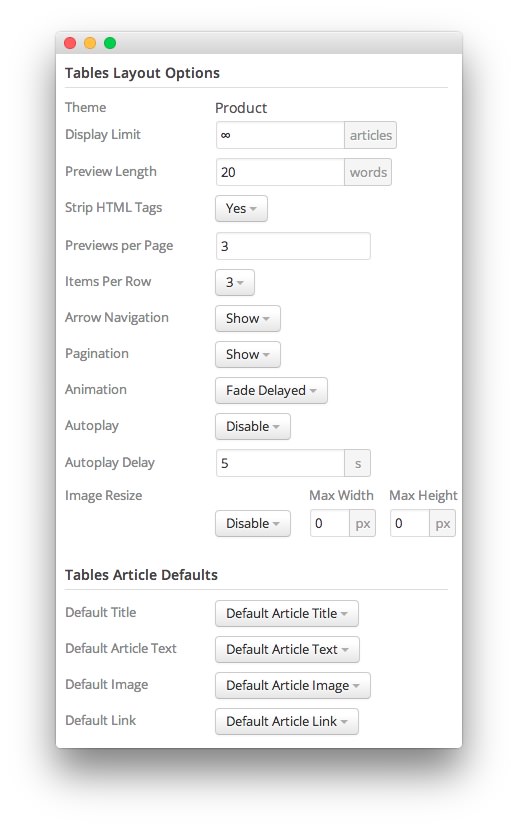 Tables Layout Options
Theme Product
Display Limit ∞ articles
Preview Length 20 words
Strip HTML Tags Yes
Previews per Page 3
Items Per Row 3
Arrow Navigation Show
Pagination Show
Animation Fade Delayed
Autoplay Disable
Autoplay Delay 5 s
Image Resize Max Width Max Height
Disable 0 px 0 px
Tables Article Defaults
Default Title Default Article Title
Default Article Text Default Article Text
Default Image Default Article Image
Default Link Default Article Link